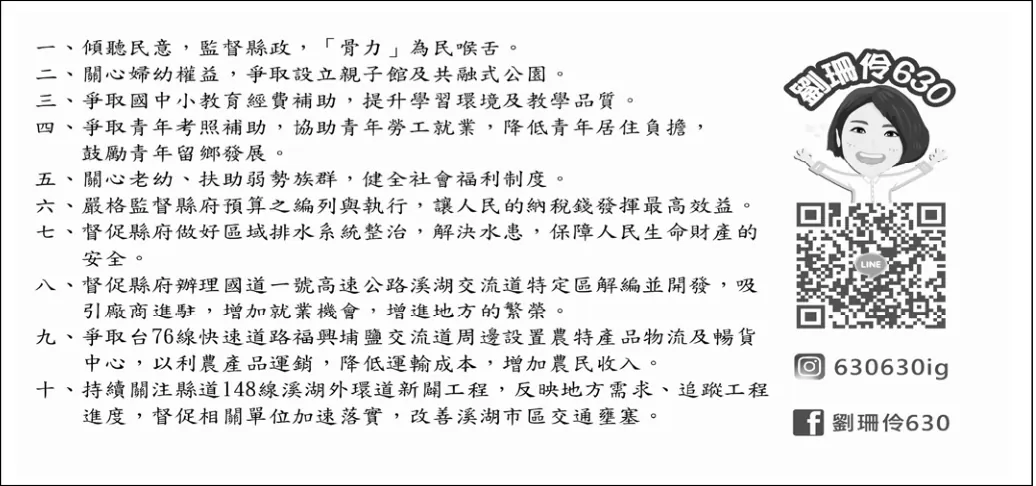 一、傾聽民意，監督縣政，「骨力」為民喉舌。
二、關心婦幼權益，爭取設立親子館及共融式公園。
三、爭取國中小教育經費補助，提升學習環境及教學品質。
四、爭取青年考照補助，協助青年勞工就業，降低青年居住負擔，
鼓勵青年留鄉發展。
五、關心老幼、扶助弱勢族群，健全社會福利制度。
六、嚴格監督縣府預算之編列與執行，讓人民的納稅錢發揮最高效益。
七、督促縣府做好區域排水系統整治，解決水患，保障人民生命財產的
安全。
八、督促縣府辦理國道一號高速公路溪湖交流道特定區解編並開發，吸
引廠商進駐，增加就業機會，增進地方的繁榮。
九、爭取台76線快速道路福興埔鹽交流道周邊設置農特產品物流及暢貨
中心，以利農產品運銷，降低運輸成本，增加農民收入。
十、持續關注縣道148線溪湖外環道新闢工程，反映地方需求、追蹤工程
進度，督促相關單位加速落實，改善溪湖市區交通壅塞。
劉珊伶630
LINE
630630ig
劉珊伶630